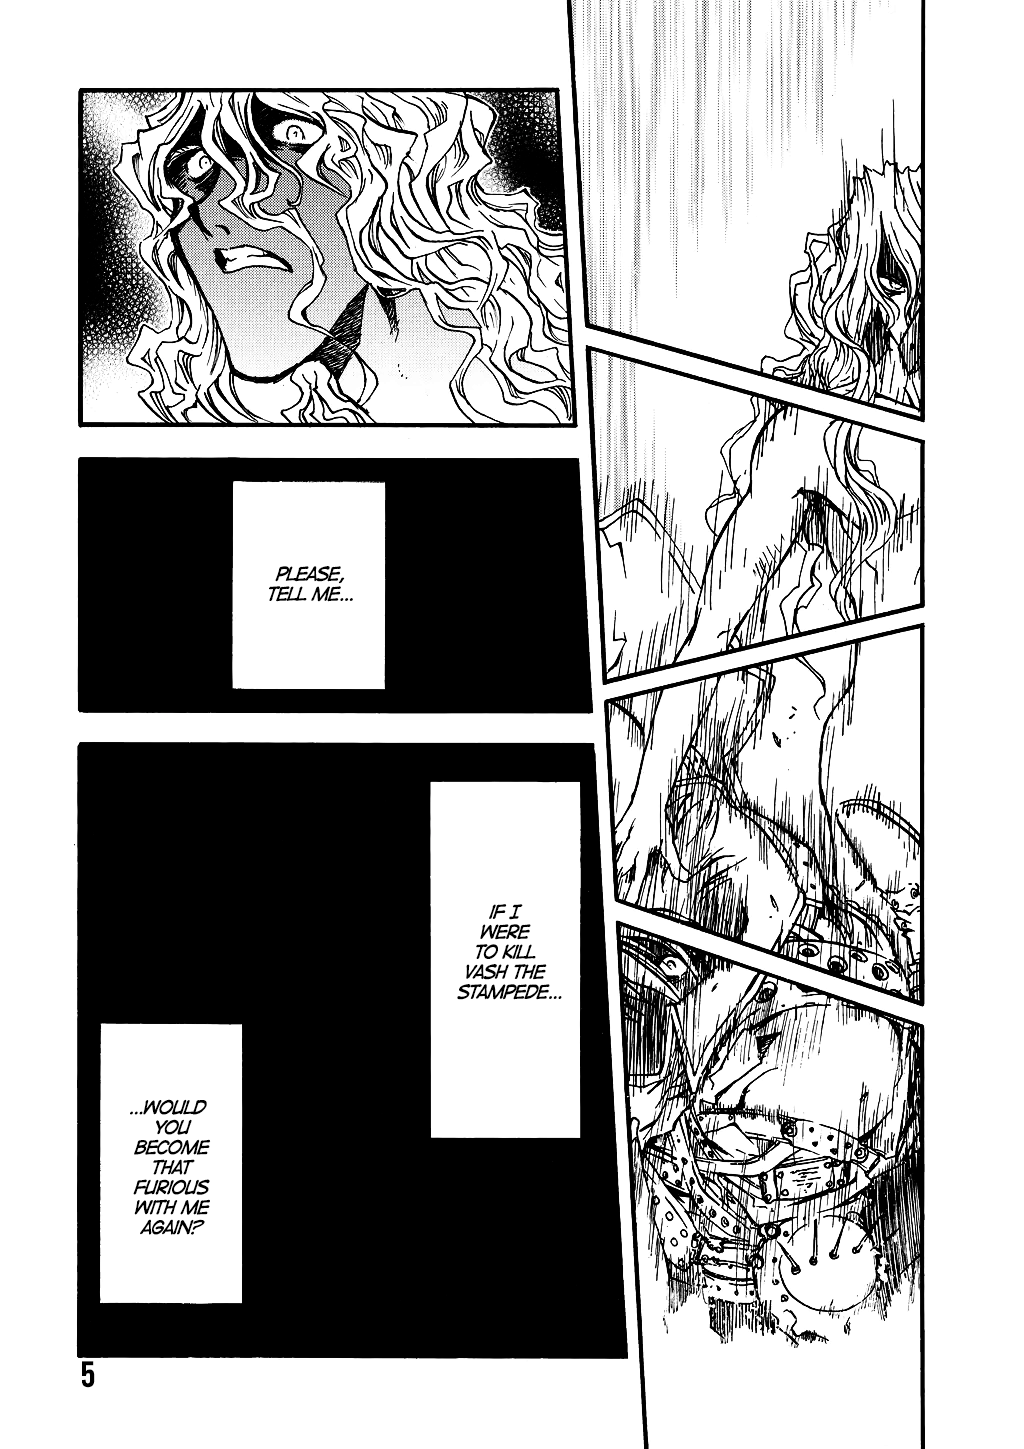 PLEASE,
TELL ME...
IF I
WERE
TO KILL
VASH THE
STAMPEDE...
...WOULD
YOU
BECOME
THAT
FURIOUS
WITH ME
AGAIN?
5